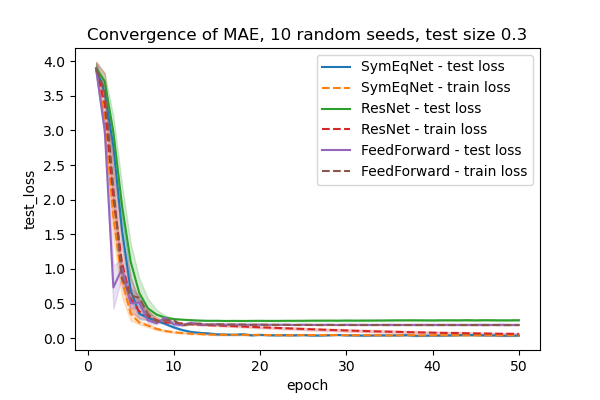 Convergence of MAE, 10 random seeds, test size 0.3
4.0
3.5
3.0
2.5
2.0
1.5
1.0
0.5
0.0
test_loss
SymEqNet - test loss
SymEqNet - train loss
ResNet - test loss
ResNet - train loss
FeedForward - test loss
FeedForward - train loss
0 10 20 30 40 50
epoch